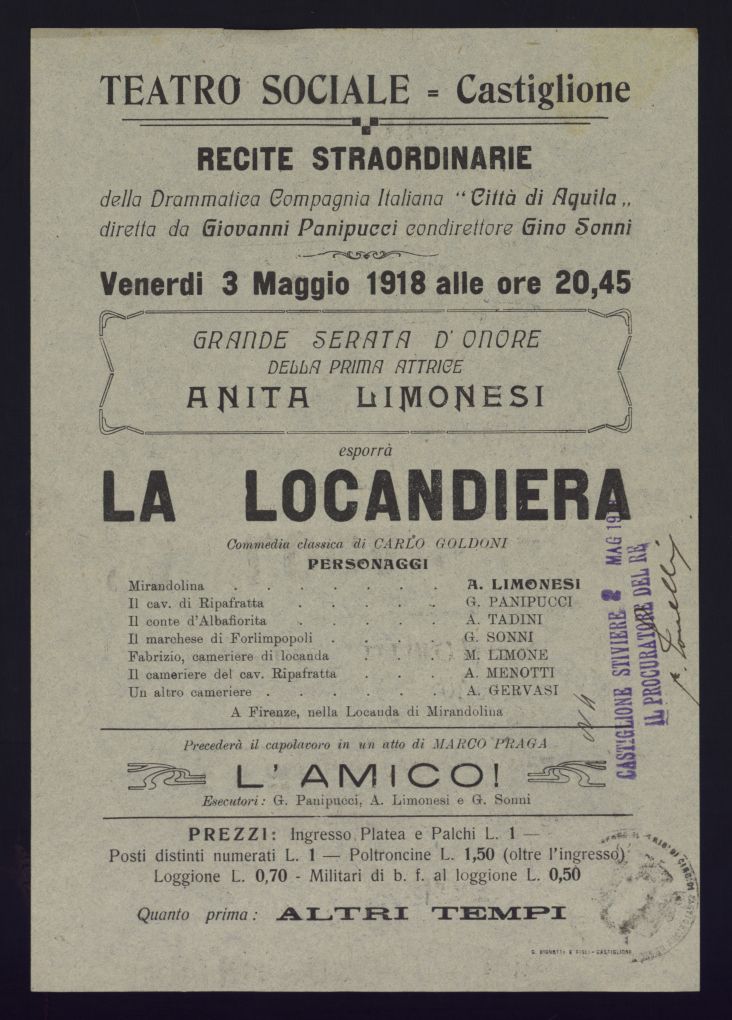 TEATRO SOCIALE = Castiglione
RECITE STRAORDINARIE
della Drammatica Compagnia Italiana “Città di Aquila„
diretta da Giovanni Panipucci condirettore Gino Sonni
Venerdi 3 Maggio 1918 alle ore 20,45
GRANDE SERATA D'ONORE
DELLA PRIMA ATTRICE
ANITA LIMONESI
esporrà
LA LOCANDIERA
Commedia classica di CARLO GOLDONI
PERSONAGGI
Mirandolina . . . . . . . A. LIMONESI
Il cav. di Ripafratta . . . . . G. PANIPUCCI
Il conte d'Albafiorita . . . . . A. TADINI
Il marchese di Forlimpopoli . . . . G. SONNI
Fabrizio, cameriere di locanda . . . M. LIMONE
Il cameriere del cav. Ripafratta . . . A. MENOTTI
Un altro cameriere . . . . . . A. GERVASI
A Firenze, nella Locanda di Mirandolina
Precederà il capolavoro in un atto di MARCO PRAGA
L'AMICO!
Esecutori: G. Panipucci, A. Limonesi e G. Sonni
PREZZI: Ingresso Platea e Palchi L. 1 —
Posti distinti numerati L. 1 — Poltroncine L. 1,50 (oltre l'ingresso)
Loggione L. 0,70 - Militari di b. f. al loggione L. 0,50
Quanto prima: ALTRI TEMPI
CASTIGLIONE STIVIERE 2 MAG 19
IL PROCURATORE DEL RE